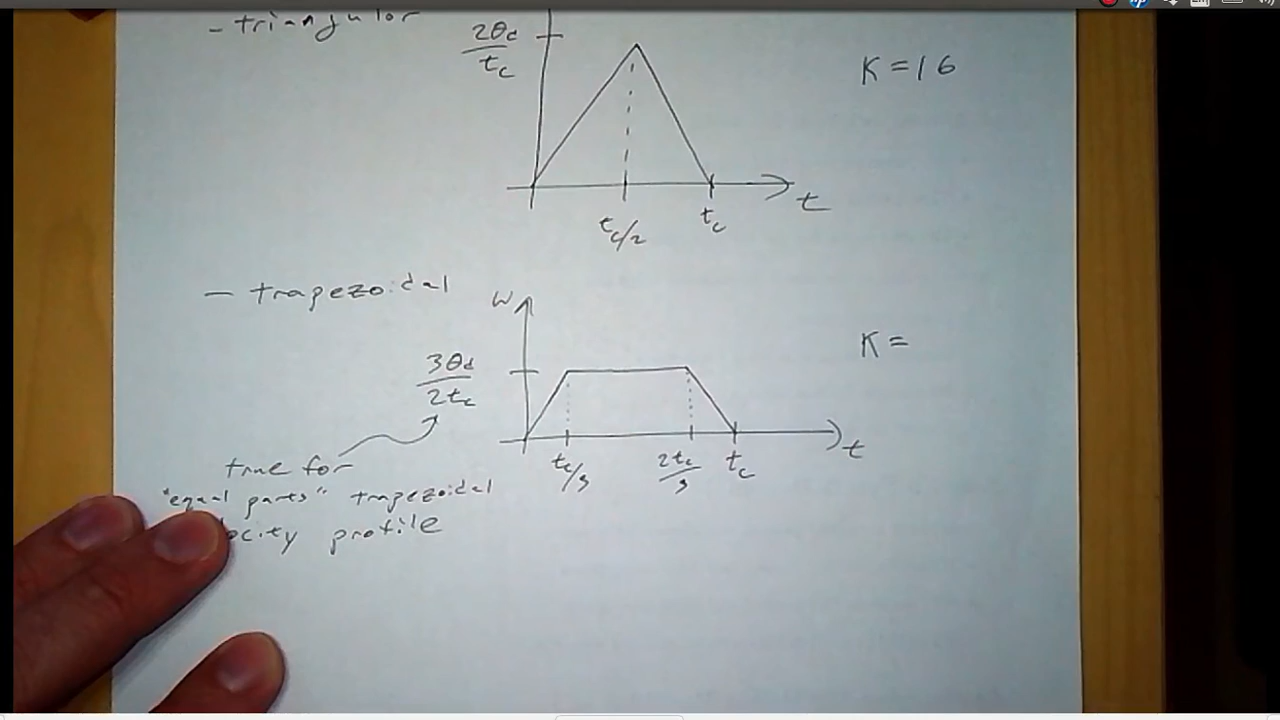 - triangular
2θd
tc
K = 16
t
tc/2
tc
- trapezoidal
w
K =
3θd
2tc
t
tc/3
2tc/3
tc
true for
"equal parts" trapezoidal
profile